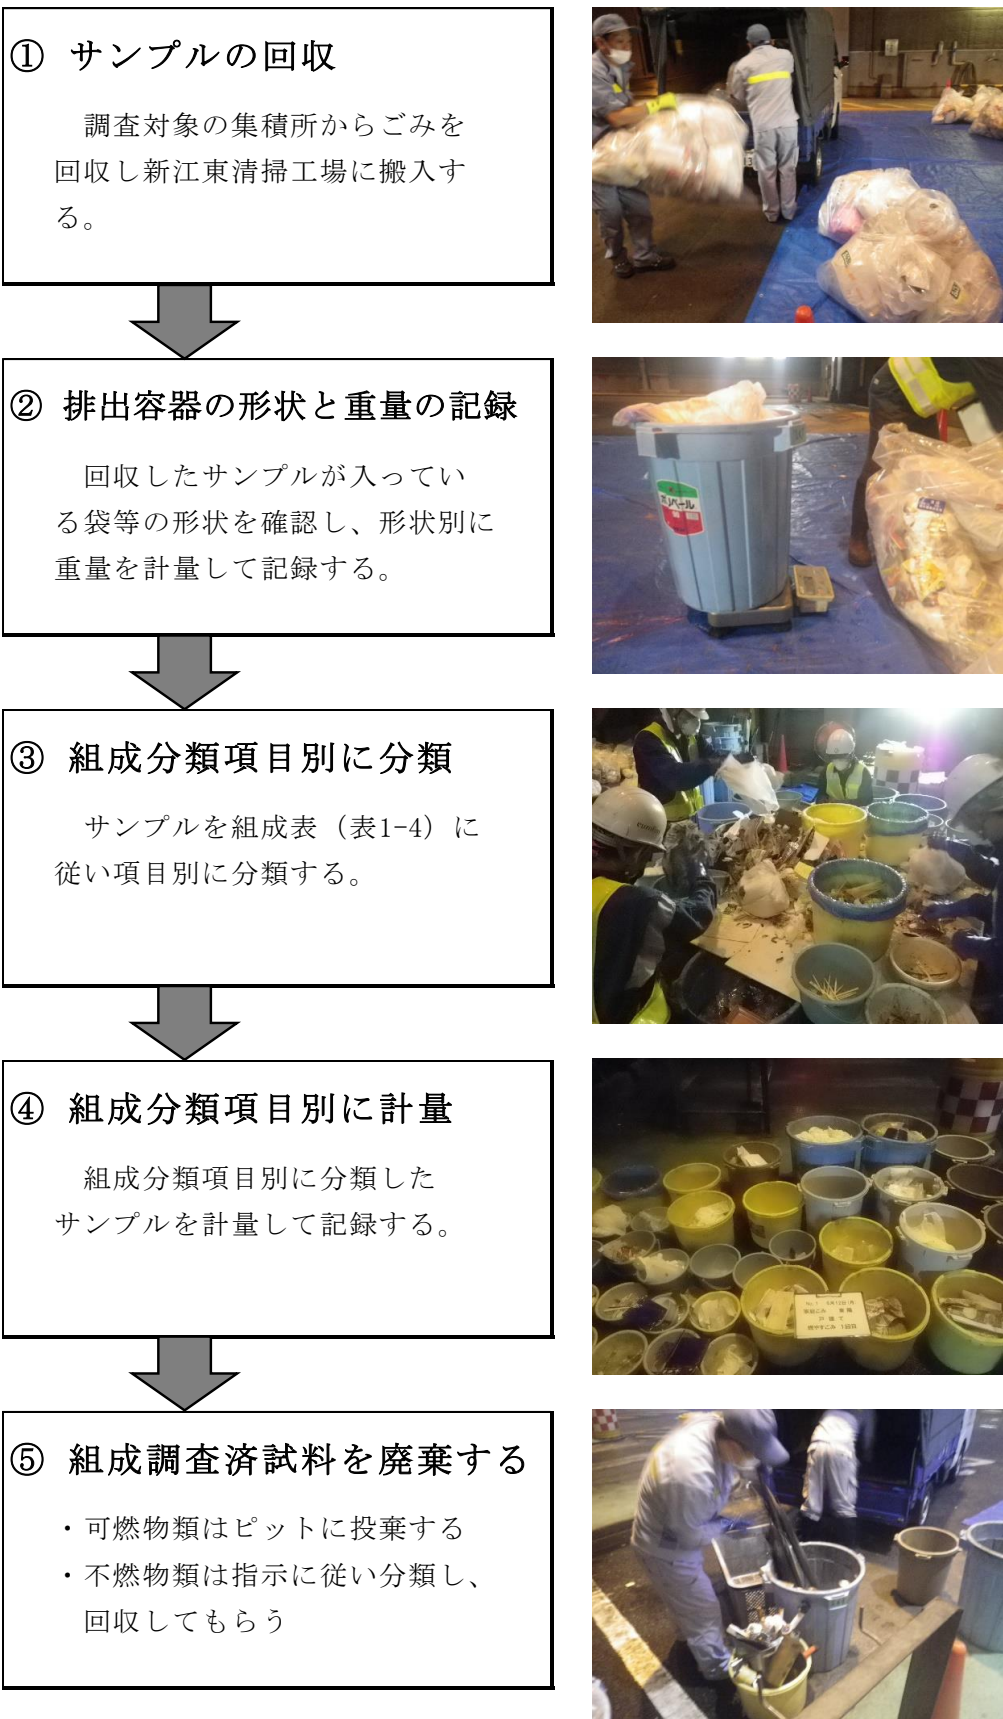 ① サンプルの回収
調査対象の集積所からごみを
回収し新江東清掃工場に搬入す
る。
② 排出容器の形状と重量の記録
回収したサンプルが入ってい
る袋等の形状を確認し、形状別に
重量を計量して記録する。
ポリペール
③ 組成分類項目別に分類
サンプルを組成表（表1-4）に
従い項目別に分類する。
④ 組成分類項目別に計量
組成分類項目別に分類した
サンプルを計量して記録する。
⑤ 組成調査済試料を廃棄する
・可燃物類はピットに投棄する
・不燃物類は指示に従い分類し、
回収してもらう